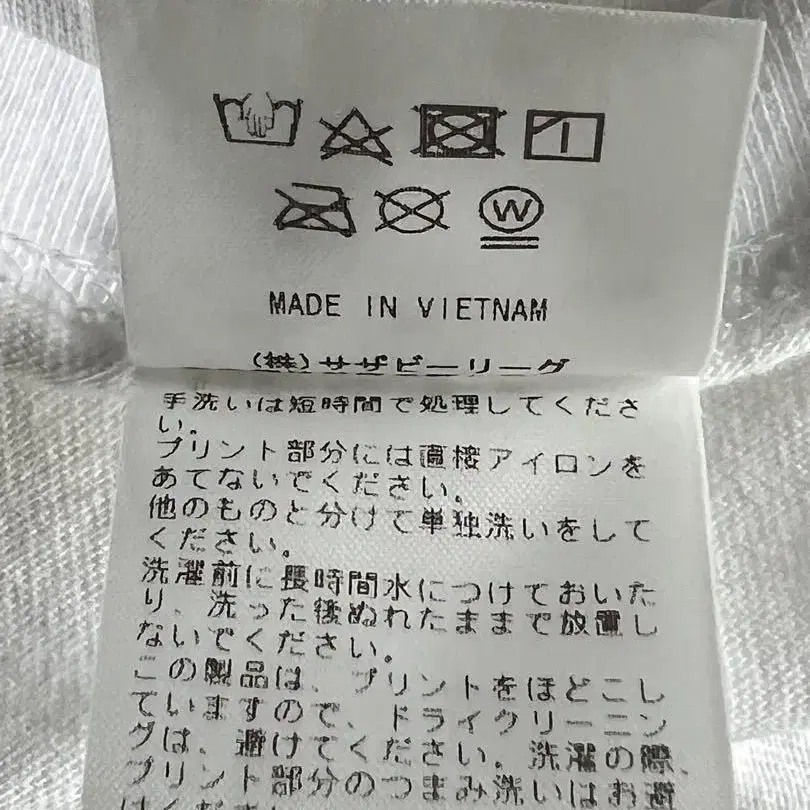 W
MADE IN VIETNAM
(株)サザビーリーグ
手洗いは短時間で処理してくださ
い。
プリント部分には直接アイロンを
あてないでください。
他のものと分けて単独洗いをして
ください。
洗濯前に長時間水につけておいた
り、洗った後ぬれたままで放置し
ないでください。
この製品は、プリントをほどこし
ていますので、ドライクリーニン
グは、避けてください。洗濯の際、
プリント部分のつまみ洗いはお避